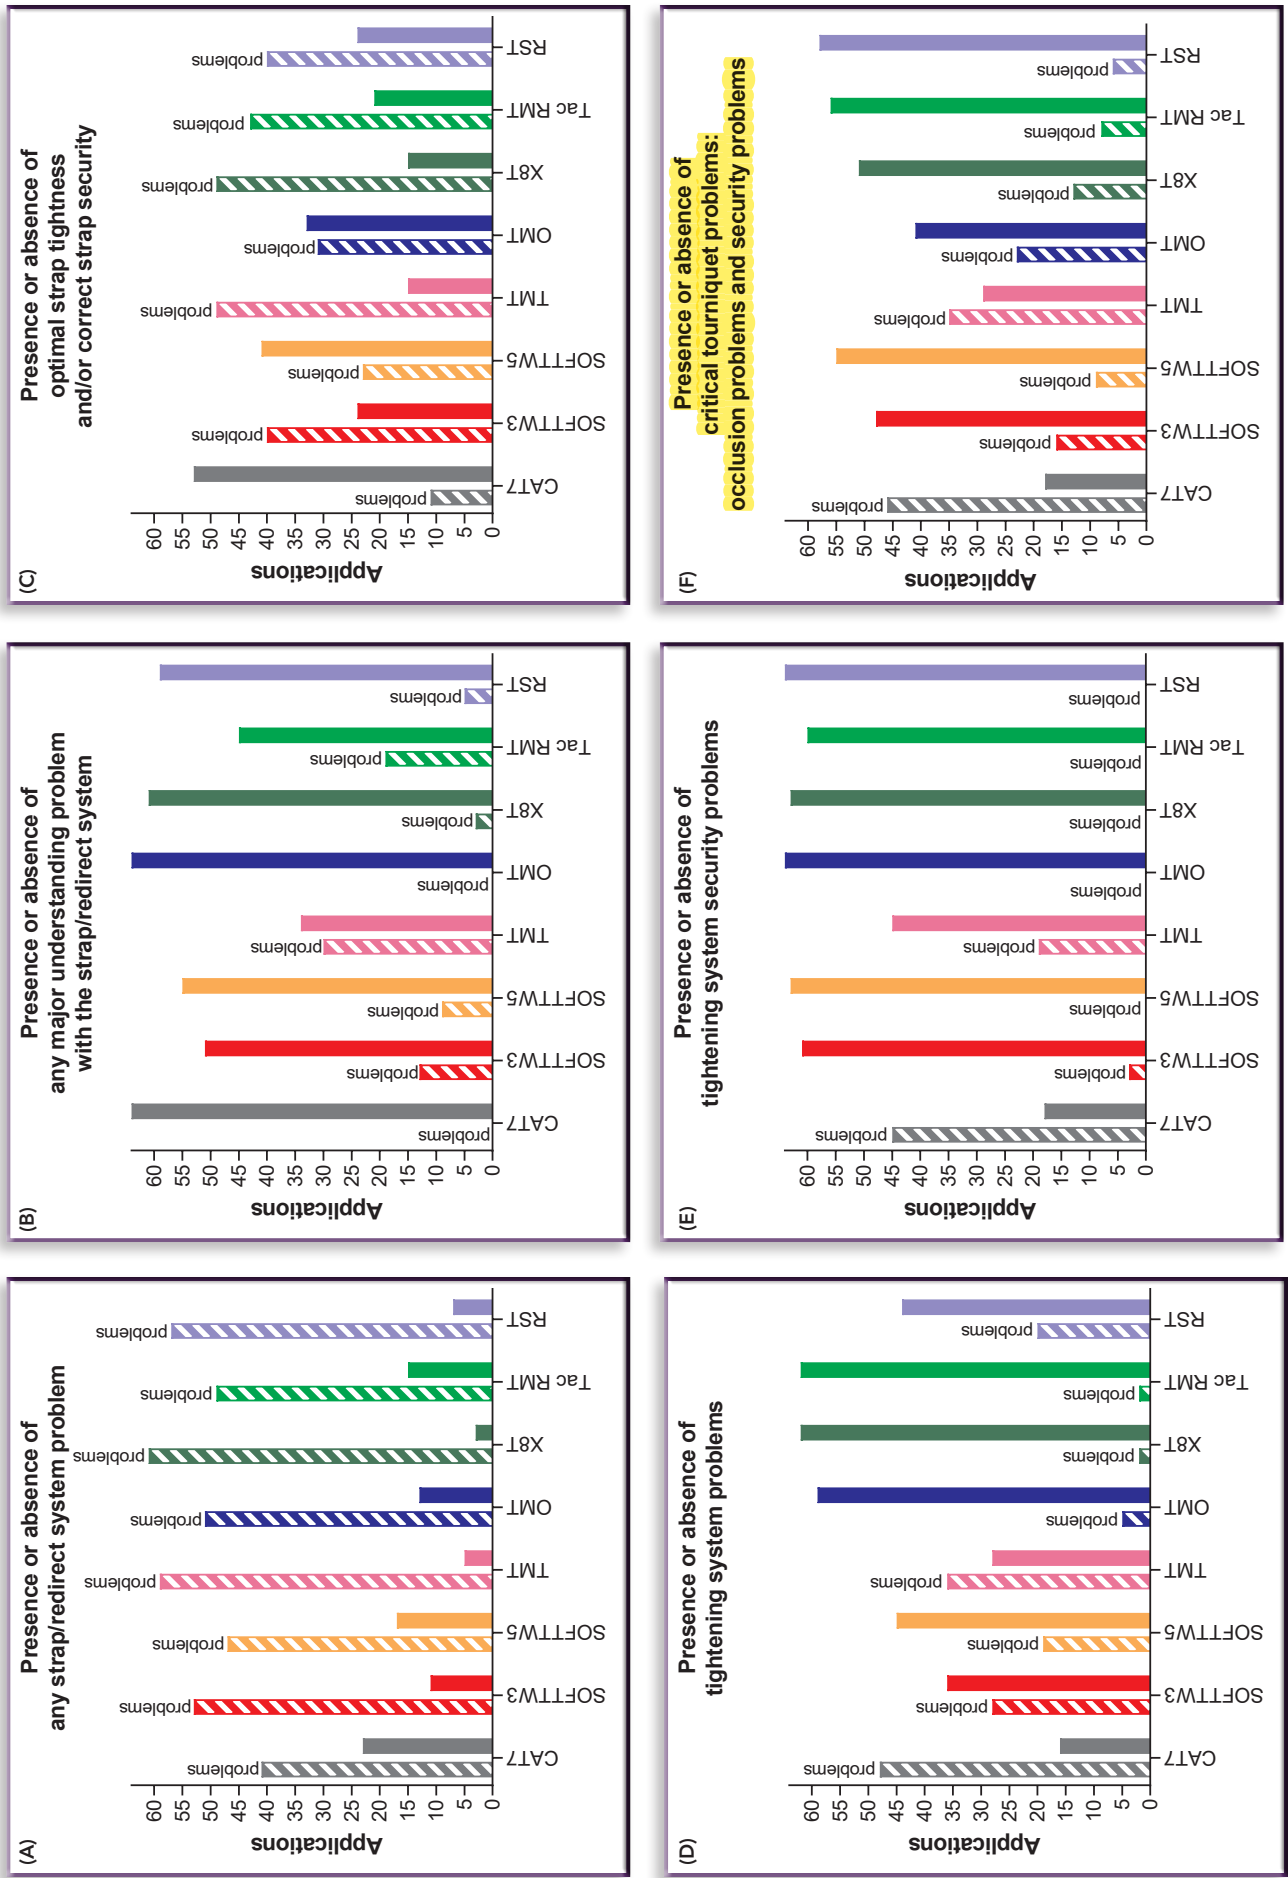 (A)
Presence or absence of
any strap/redirect system problem
Applications
60
55
50
45
40
35
30
25
20
15
10
5
0
problems
problems
problems
problems
problems
problems
problems
problems
CAT7
SOFTTW3
SOFTTW5
TMT
OMT
X8T
Tac RMT
RST
(B)
Presence or absence of
any major understanding problem
with the strap/redirect system
Applications
60
55
50
45
40
35
30
25
20
15
10
5
0
problems
problems
problems
problems
problems
problems
problems
problems
CAT7
SOFTTW3
SOFTTW5
TMT
OMT
X8T
Tac RMT
RST
(C)
Presence or absence of
optimal strap tightness
and/or correct strap security
Applications
60
55
50
45
40
35
30
25
20
15
10
5
0
problems
problems
problems
problems
problems
problems
problems
problems
CAT7
SOFTTW3
SOFTTW5
TMT
OMT
X8T
Tac RMT
RST
(D)
Presence or absence of
tightening system problems
Applications
60
55
50
45
40
35
30
25
20
15
10
5
0
problems
problems
problems
problems
problems
problems
problems
problems
CAT7
SOFTTW3
SOFTTW5
TMT
OMT
X8T
Tac RMT
RST
(E)
Presence or absence of
tightening system security problems
Applications
60
55
50
45
40
35
30
25
20
15
10
5
0
problems
problems
problems
problems
problems
problems
problems
problems
CAT7
SOFTTW3
SOFTTW5
TMT
OMT
X8T
Tac RMT
RST
(F)
Presence or absence of
critical tourniquet problems:
occlusion problems and security problems
Applications
60
55
50
45
40
35
30
25
20
15
10
5
0
problems
problems
problems
problems
problems
problems
problems
problems
CAT7
SOFTTW3
SOFTTW5
TMT
OMT
X8T
Tac RMT
RST